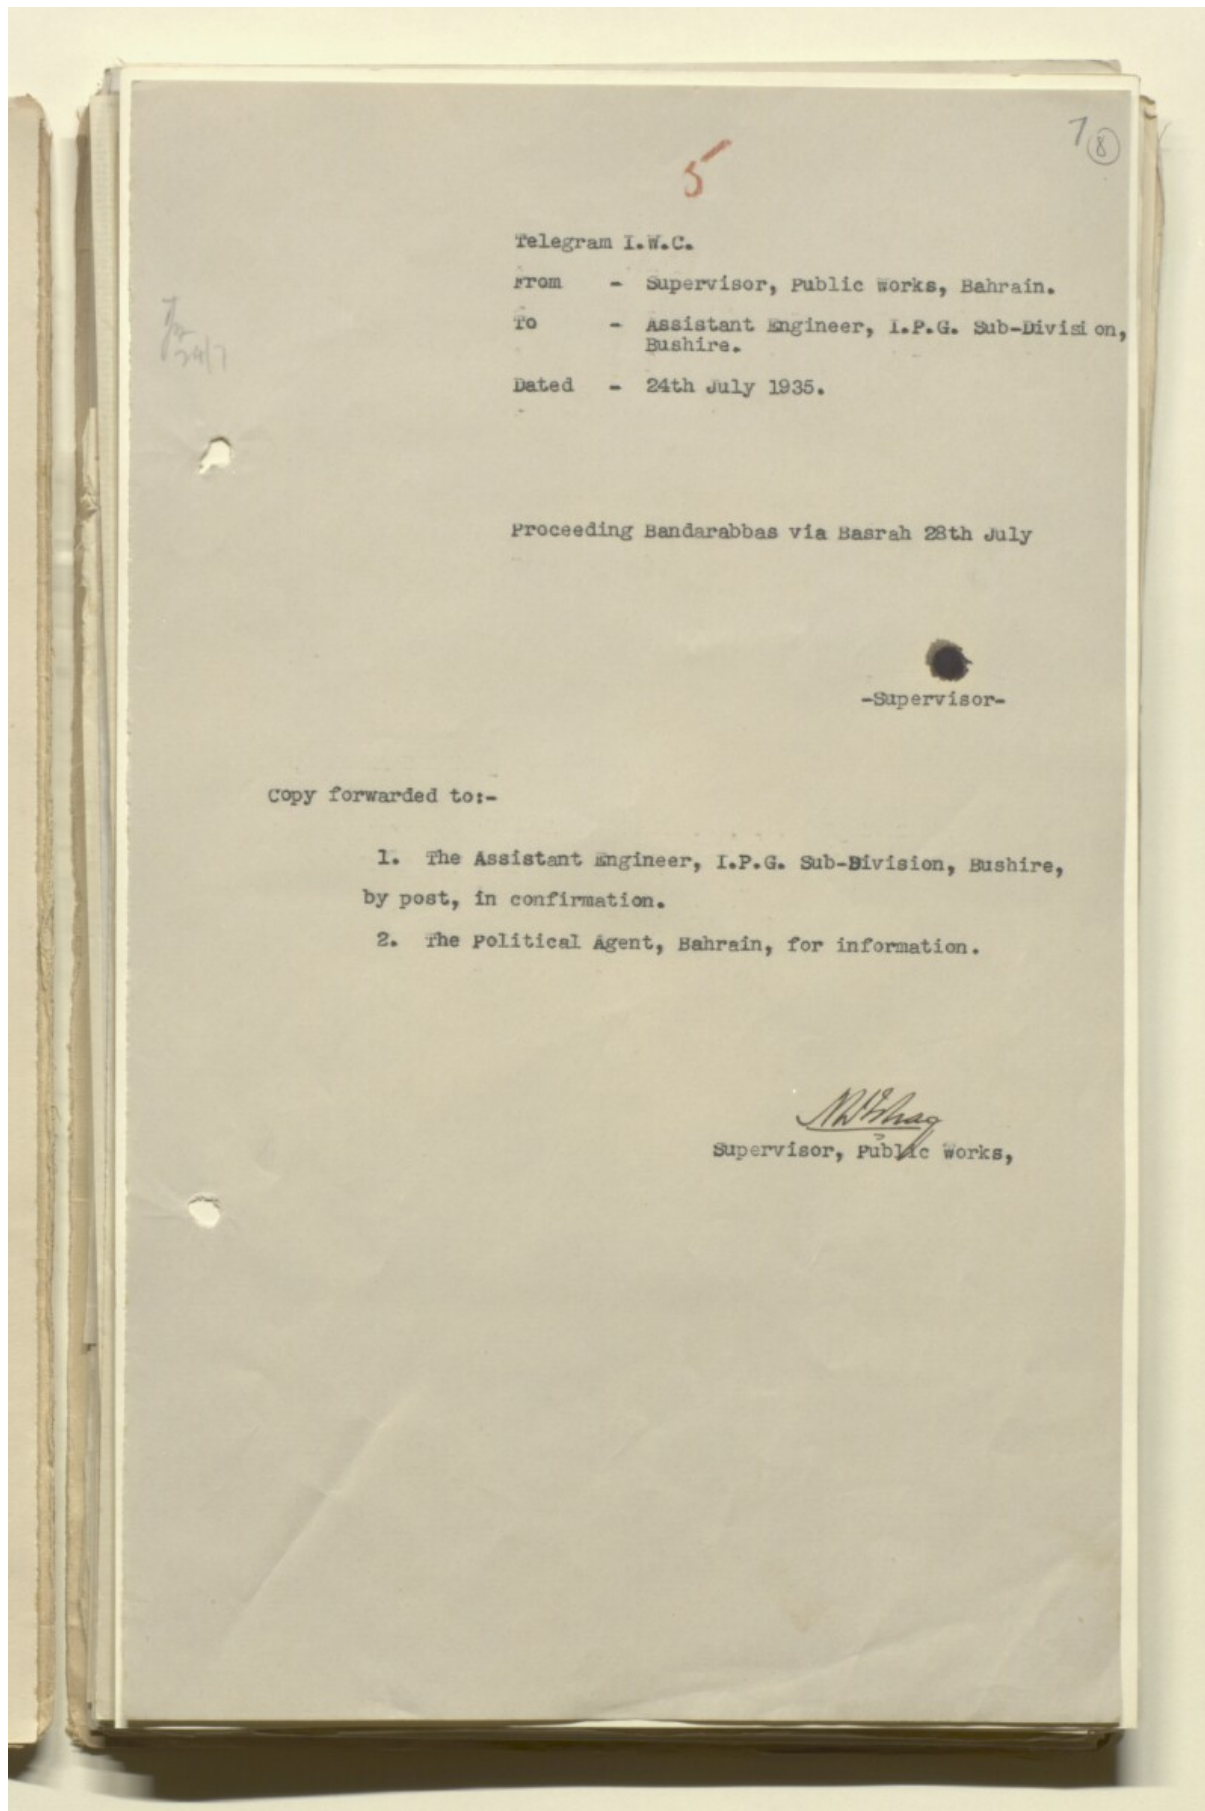 7 8
5
Telegram I.W.C.
From - Supervisor, Public Works, Bahrain.
To - Assistant Engineer, I.P.G. Sub-Division,
Bushire.
24/7
Dated - 24th July 1935.
Proceeding Bandarabbas via Basrah 28th July
-Supervisor-
Copy forwarded to:-
1. The Assistant Engineer, I.P.G. Sub-Division, Bushire,
by post, in confirmation.
2. The Political Agent, Bahrain, for information.
Supervisor, Public Works,